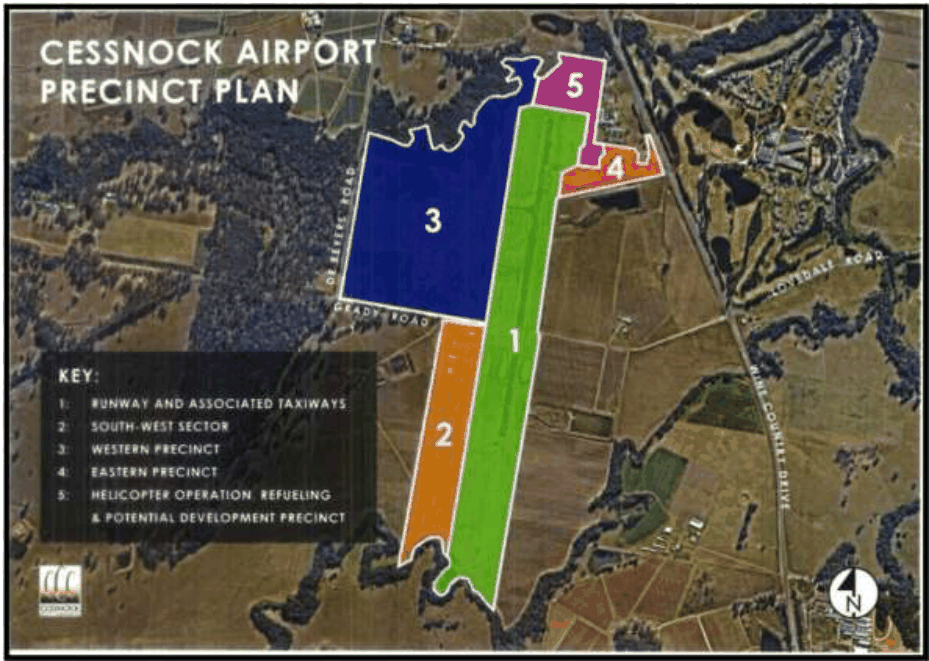 CESSNOCK AIRPORT
PRECINCT PLAN
5
4
3
DE BEYERS ROAD
LOVEDALE ROAD
GRADY ROAD
1
WINE COUNTRY DRIVE
2
KEY:
1: RUNWAY AND ASSOCIATED TAXIWAYS
2: SOUTH-WEST SECTOR
3: WESTERN PRECINCT
4: EASTERN PRECINCT
5: HELICOPTER OPERATION, REFUELING
& POTENTIAL DEVELOPMENT PRECINCT
CESSNOCK
N